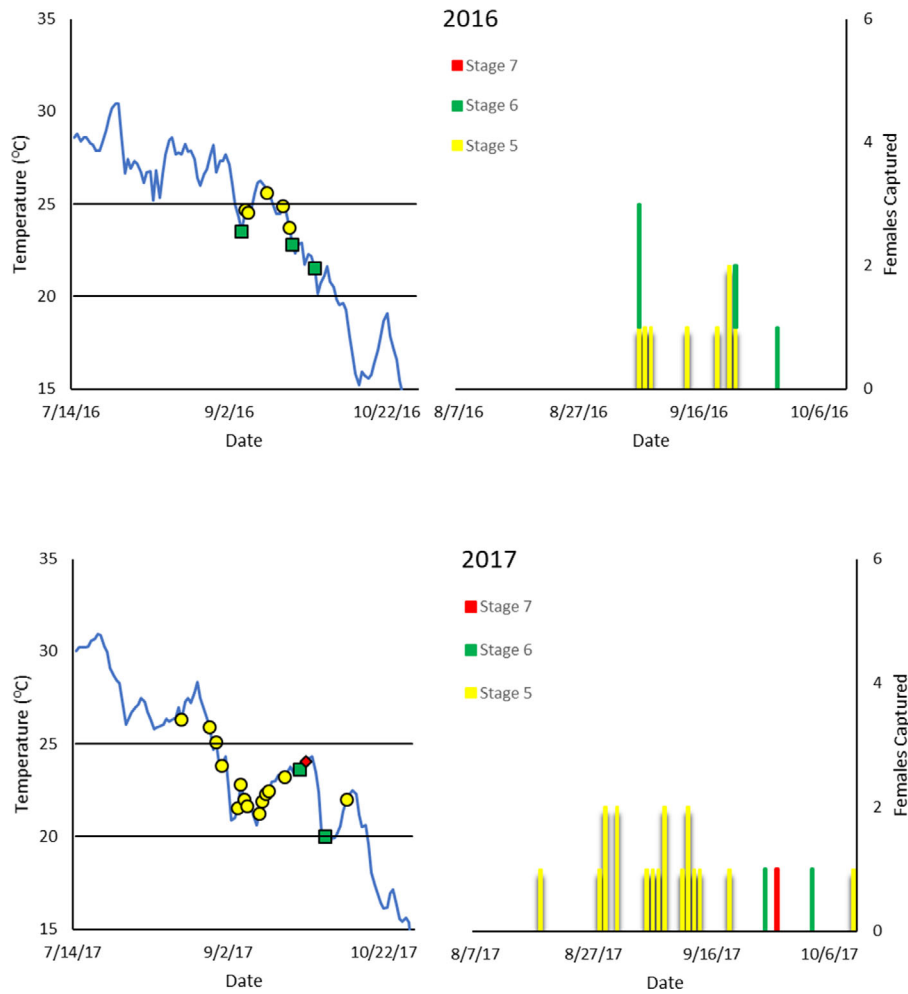 2016
35
30
25
20
15
Temperature (°C)
7/14/16 9/2/16 10/22/16
Date
Stage 7
Stage 6
Stage 5
6
4
2
0
Females Captured
8/7/16 8/27/16 9/16/16 10/6/16
Date
2017
35
30
25
20
15
Temperature (°C)
7/14/17 9/2/17 10/22/17
Date
Stage 7
Stage 6
Stage 5
6
4
2
0
Females Captured
8/7/17 8/27/17 9/16/17 10/6/17
Date